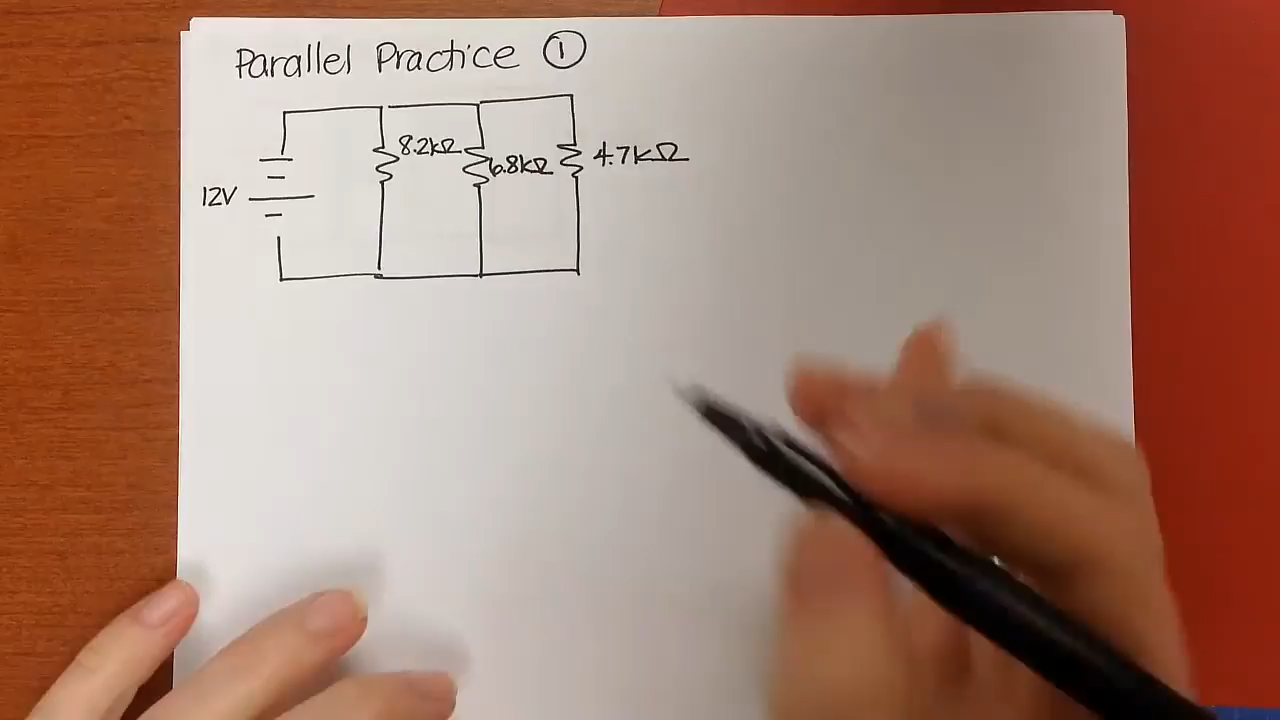 Parallel Practice ①
8.2kΩ
6.8kΩ
4.7kΩ
12V